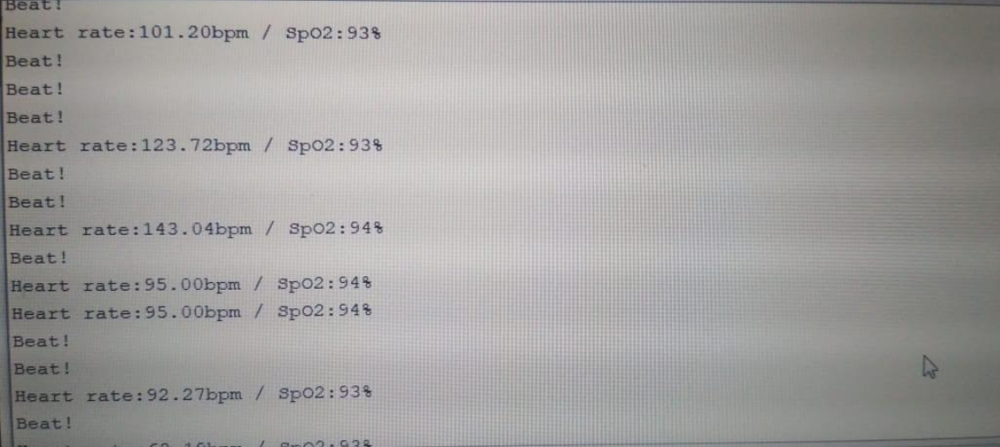 Beat!
Heart rate:101.20bpm / SpO2:93%
Beat!
Beat!
Beat!
Heart rate:123.72bpm / SpO2:93%
Beat!
Beat!
Heart rate:143.04bpm / SpO2:94%
Beat!
Heart rate:95.00bpm / SpO2:94%
Heart rate:95.00bpm / SpO2:94%
Beat!
Beat!
Heart rate:92.27bpm / SpO2:93%
Beat!
/ SpO2:93%